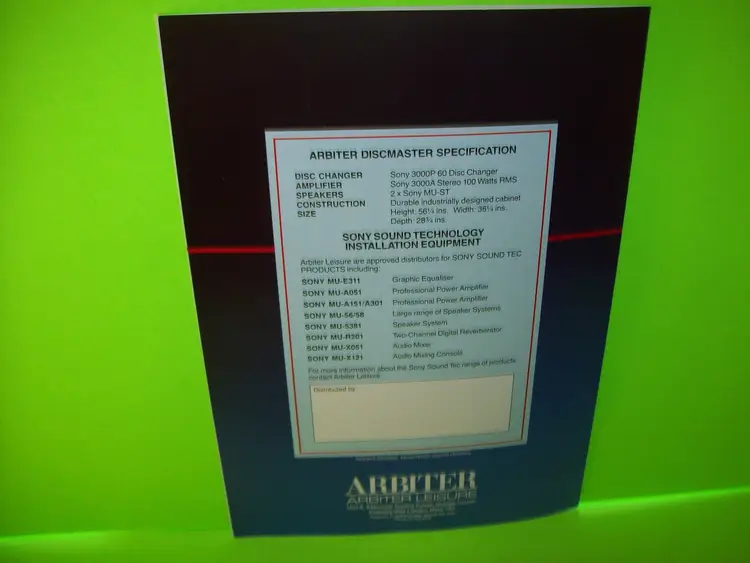 ARBITER DISCMASTER SPECIFICATION
DISC CHANGER Sony 3000P 60 Disc Changer
AMPLIFIER Sony 3000A Stereo 100 Watts RMS
SPEAKERS 2 x Sony MU-ST
CONSTRUCTION Durable industrially designed cabinet
SIZE Height: 56¼ ins. Width: 36¼ ins.
Depth: 28¾ ins.
SONY SOUND TECHNOLOGY
INSTALLATION EQUIPMENT
Arbiter Leisure are approved distributors for SONY SOUND TEC
PRODUCTS including:
SONY MU-E311 Graphic Equaliser
SONY MU-A051 Professional Power Amplifier
SONY MU-A151/A301 Professional Power Amplifier
SONY MU-S6/S8 Large range of Speaker Systems
SONY MU-S381 Speaker System
SONY MU-R201 Two-Channel Digital Reverberator
SONY MU-X051 Audio Mixer
SONY MU-X121 Audio Mixing Console
For more information about the Sony Sound Tec range of products
contact Arbiter Leisure
Distributed by
ARBITER
ARBITER LEISURE